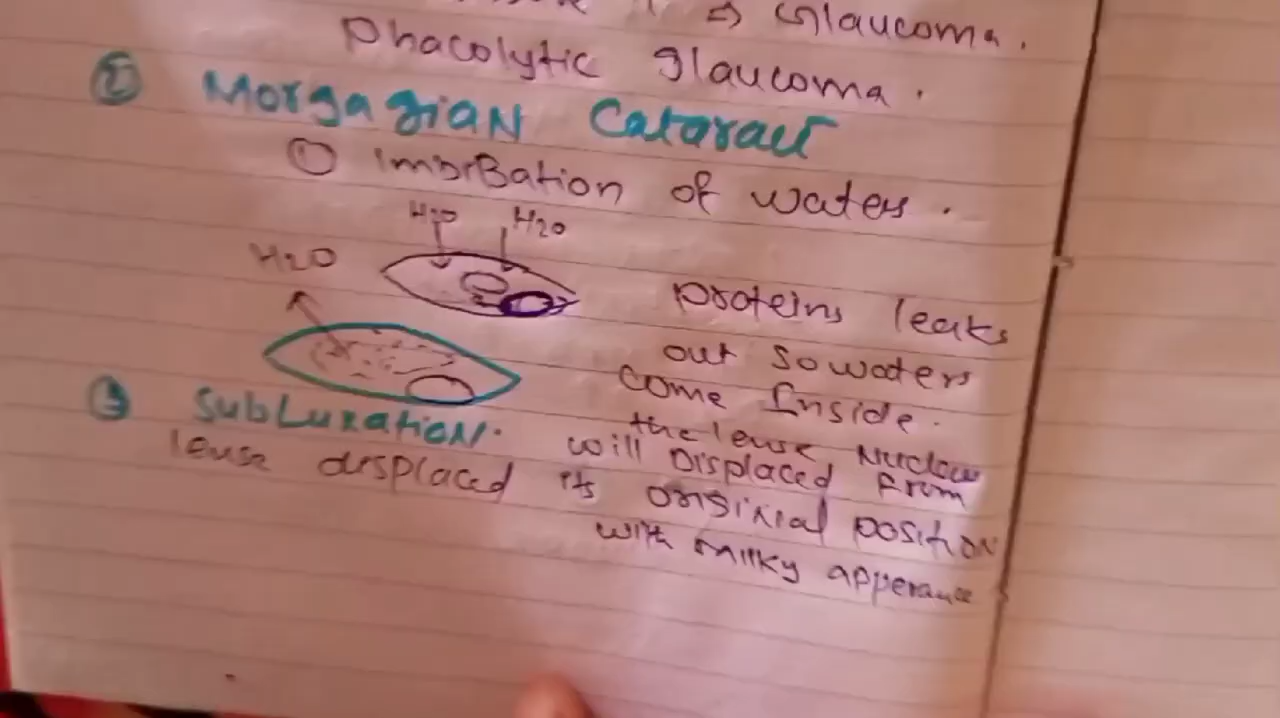 ⇒ Glaucoma.
Phacolytic glaucoma.
② Morgagian Cataract
① imbiBation of waters.
H2O H2O
H2O
proteins leaks
out so waters
come Inside.
the lense Nuclous
will Displaced from
its original position
with milky apperance
③ SubLuxation.
lense displaced